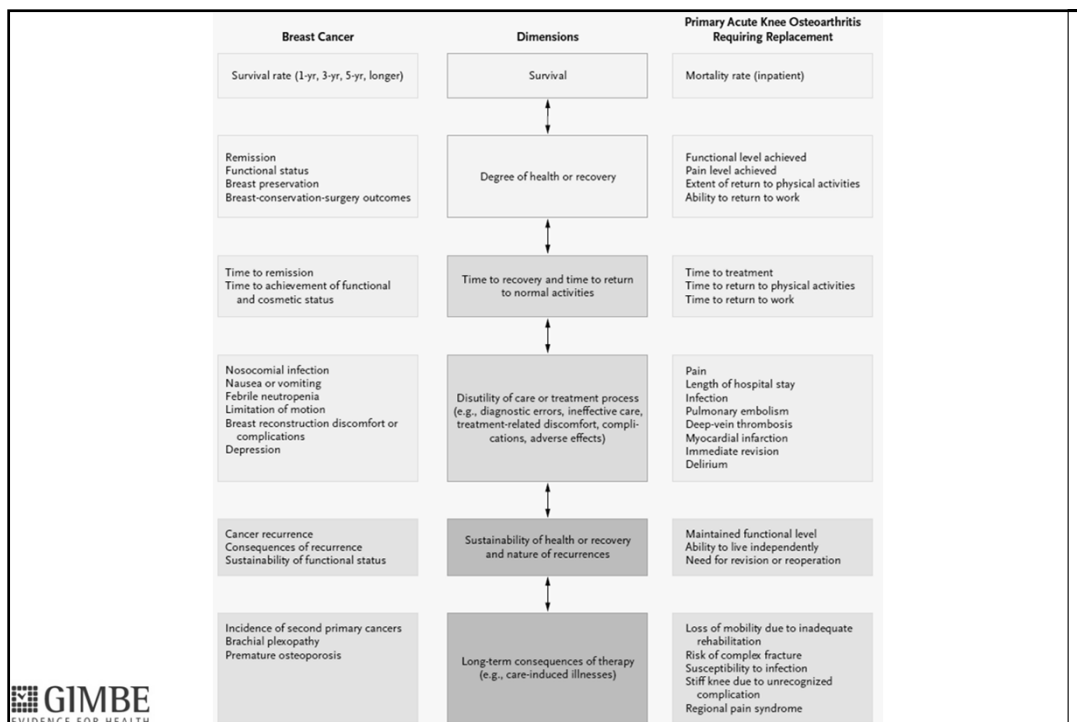 Breast Cancer
Dimensions
Primary Acute Knee Osteoarthritis
Requiring Replacement
Survival rate (1-yr, 3-yr, 5-yr, longer)
Survival
Mortality rate (inpatient)
Remission
Functional status
Breast preservation
Breast-conservation-surgery outcomes
Degree of health or recovery
Functional level achieved
Pain level achieved
Extent of return to physical activities
Ability to return to work
Time to remission
Time to achievement of functional
and cosmetic status
Time to recovery and time to return
to normal activities
Time to treatment
Time to return to physical activities
Time to return to work
Nosocomial infection
Nausea or vomiting
Febrile neutropenia
Limitation of motion
Breast reconstruction discomfort or
complications
Depression
Disutility of care or treatment process
(e.g., diagnostic errors, ineffective care,
treatment-related discomfort, compli-
cations, adverse effects)
Pain
Length of hospital stay
Infection
Pulmonary embolism
Deep-vein thrombosis
Myocardial infarction
Immediate revision
Delirium
Cancer recurrence
Consequences of recurrence
Sustainability of functional status
Sustainability of health or recovery
and nature of recurrences
Maintained functional level
Ability to live independently
Need for revision or reoperation
Incidence of second primary cancers
Brachial plexopathy
Premature osteoporosis
Long-term consequences of therapy
(e.g., care-induced illnesses)
Loss of mobility due to inadequate
rehabilitation
Risk of complex fracture
Susceptibility to infection
Stiff knee due to unrecognized
complication
Regional pain syndrome
GIMBE
EVIDENCE FOR HEALTH